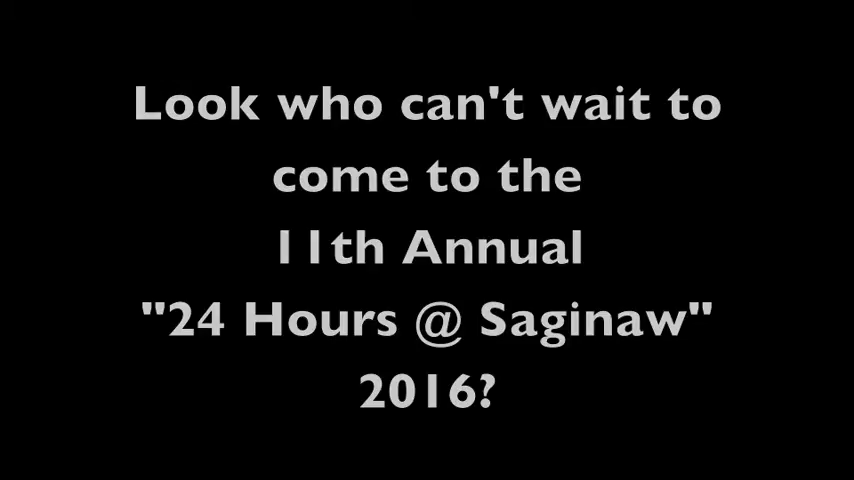 Look who can't wait to
come to the
11th Annual
"24 Hours @ Saginaw"
2016?